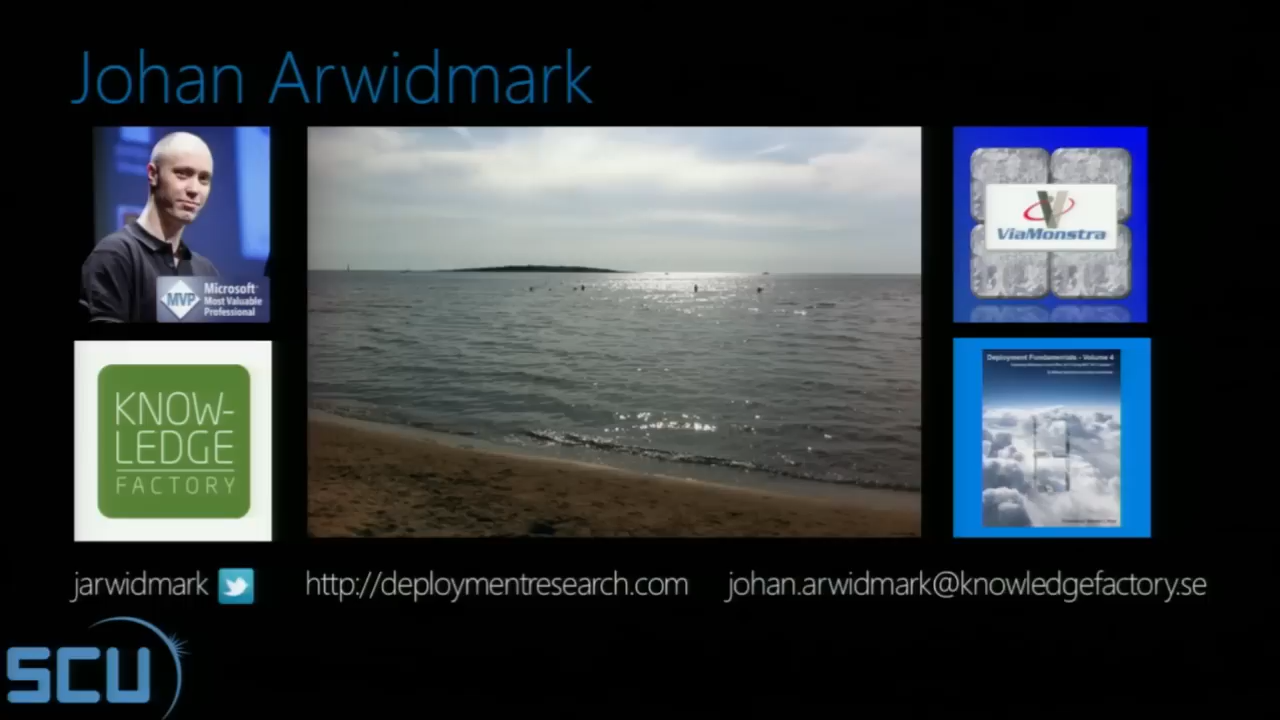 Johan Arwidmark
MVP
Microsoft
Most Valuable
Professional
ViaMonstra
KNOW-
LEDGE
FACTORY
Deployment Fundamentals - Volume 4
4
jarwidmark
http://deploymentresearch.com
johan.arwidmark@knowledgefactory.se
SCU